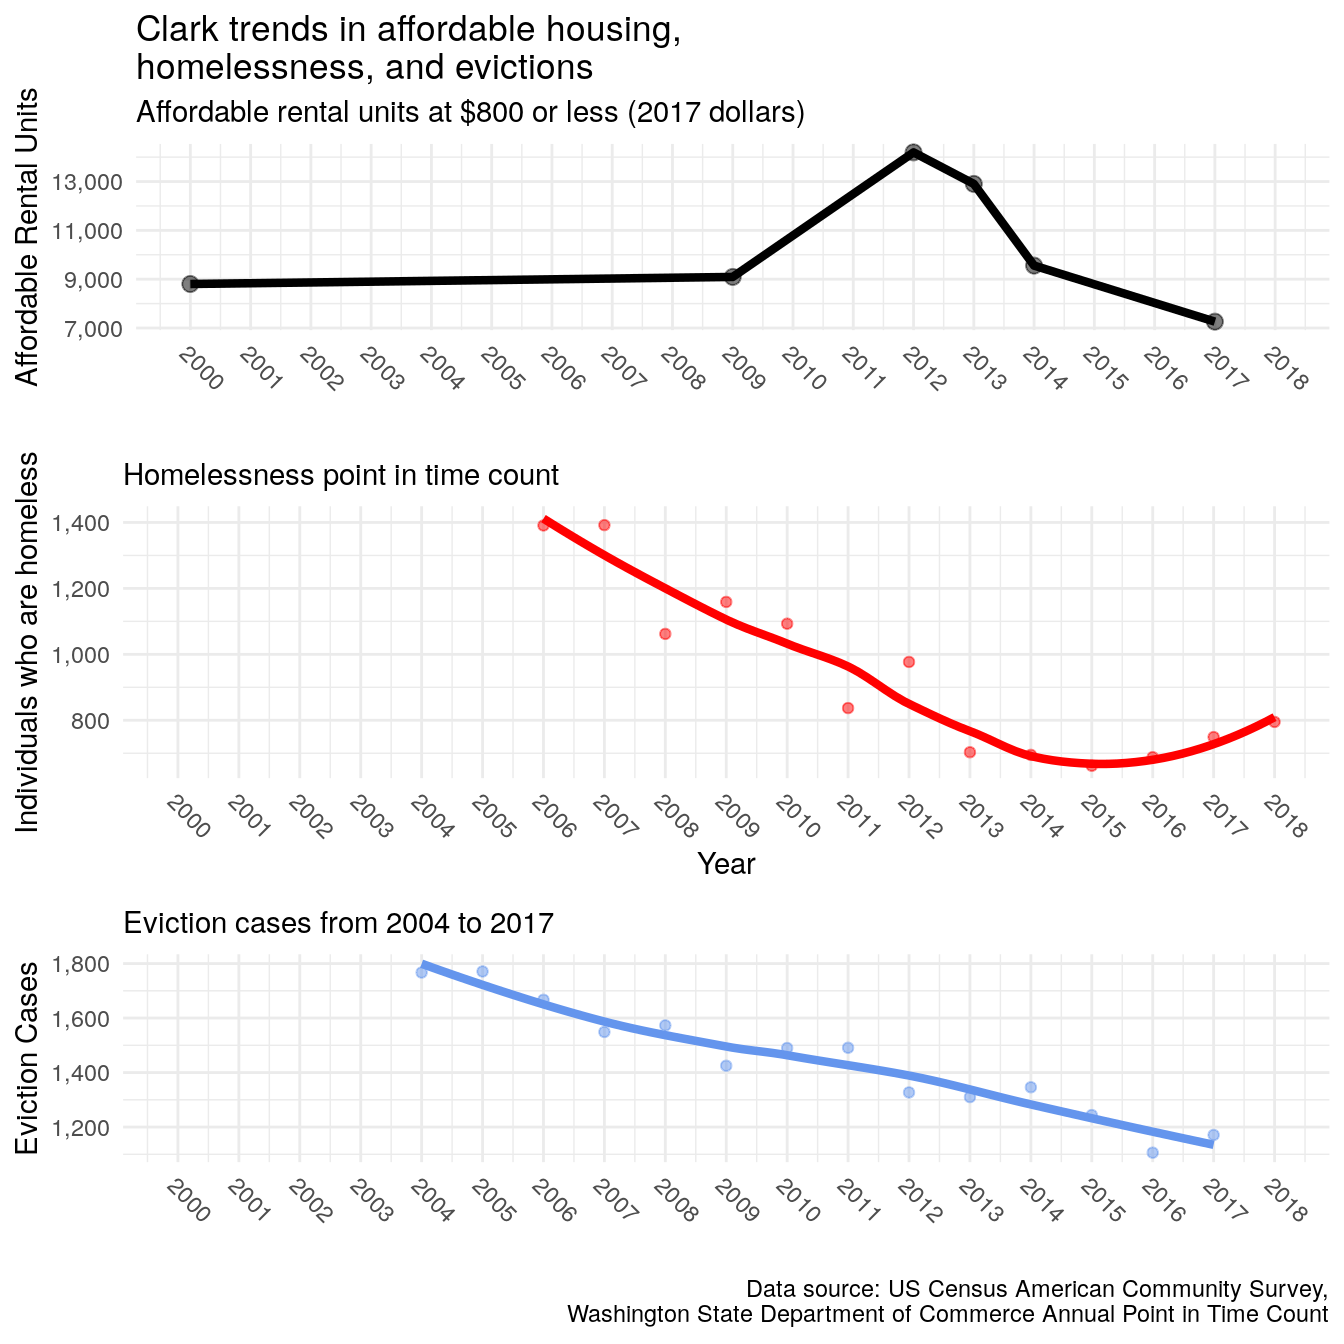 Clark trends in affordable housing,
homelessness, and evictions
Affordable rental units at $800 or less (2017 dollars)
Affordable Rental Units
13,000
11,000
9,000
7,000
2000 2001 2002 2003 2004 2005 2006 2007 2008 2009 2010 2011 2012 2013 2014 2015 2016 2017 2018
Homelessness point in time count
Individuals who are homeless
1,400
1,200
1,000
800
2000 2001 2002 2003 2004 2005 2006 2007 2008 2009 2010 2011 2012 2013 2014 2015 2016 2017 2018
Year
Eviction cases from 2004 to 2017
Eviction Cases
1,800
1,600
1,400
1,200
2000 2001 2002 2003 2004 2005 2006 2007 2008 2009 2010 2011 2012 2013 2014 2015 2016 2017 2018
Data source: US Census American Community Survey,
Washington State Department of Commerce Annual Point in Time Count